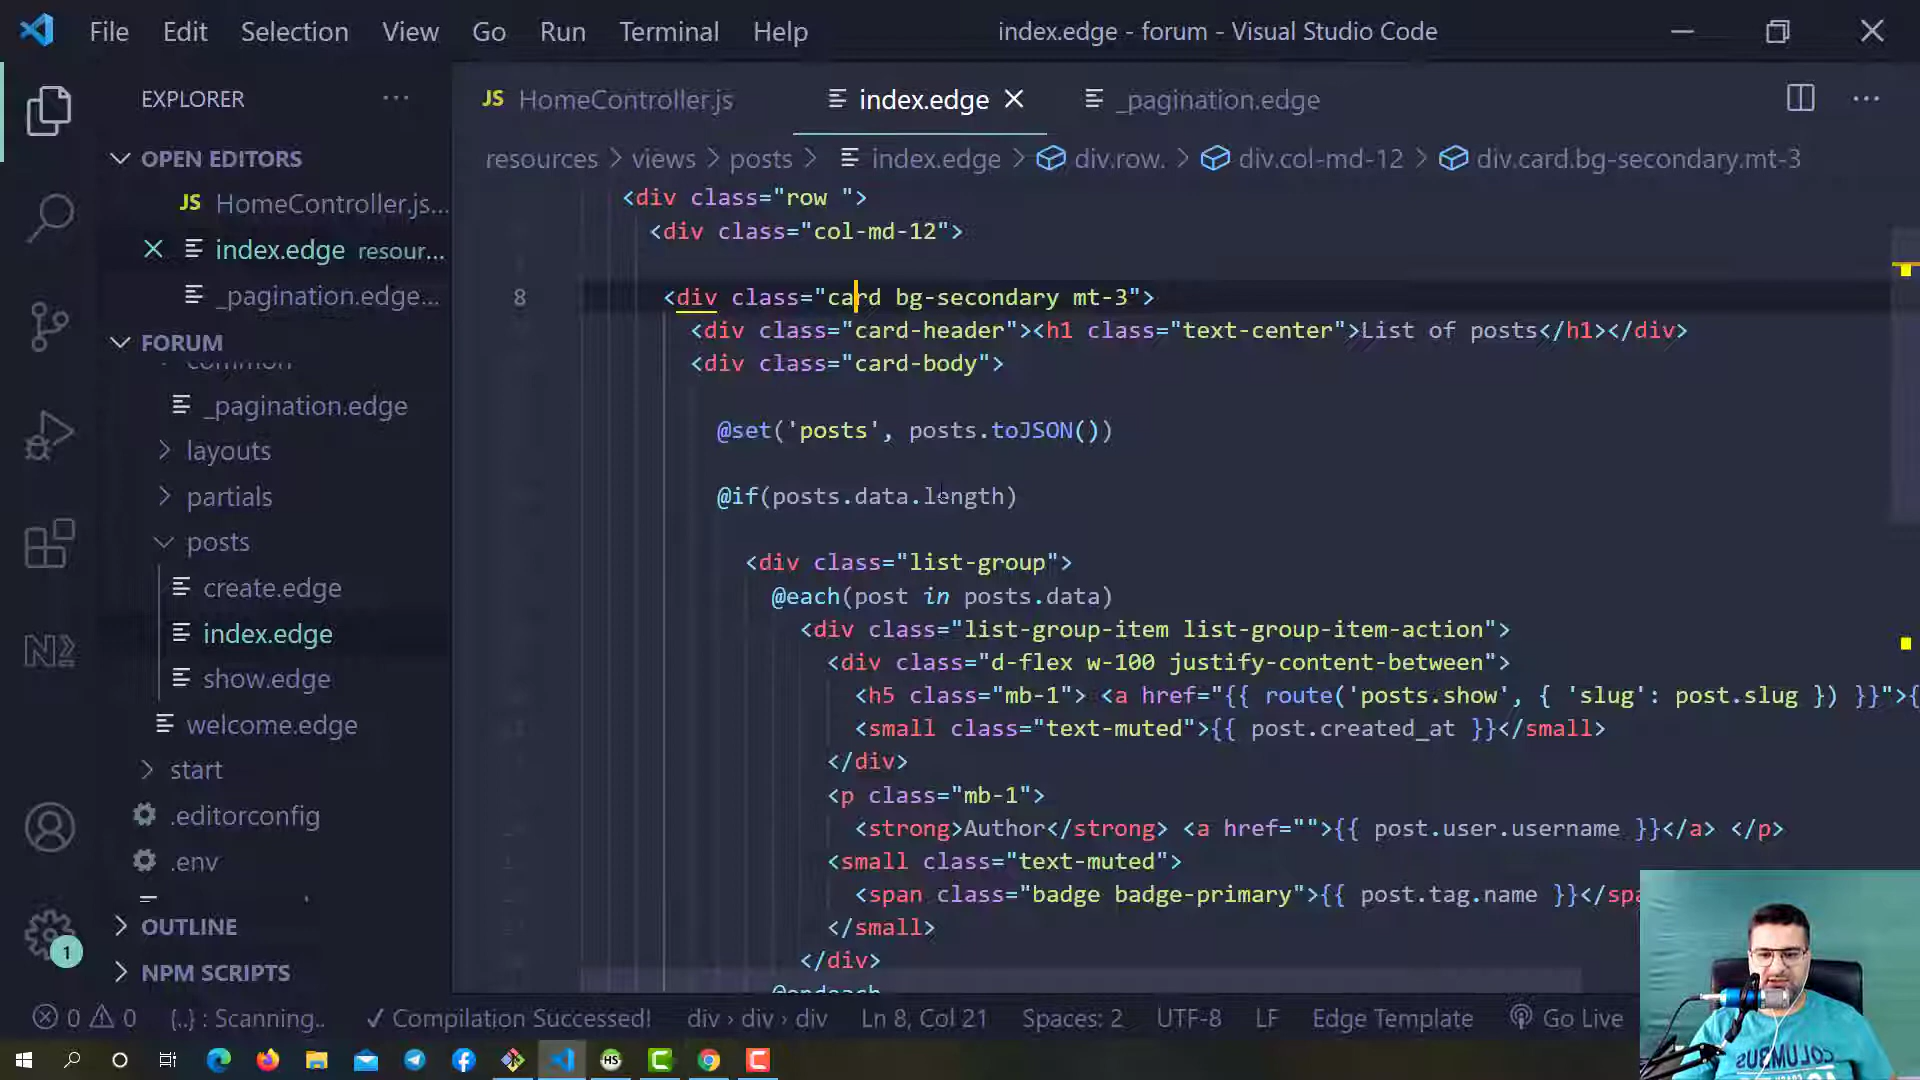 File Edit Selection View Go Run Terminal Help
index.edge - forum - Visual Studio Code
EXPLORER
OPEN EDITORS
JS HomeController.js...
index.edge resour...
_pagination.edge...
FORUM
common
_pagination.edge
layouts
partials
posts
create.edge
index.edge
show.edge
welcome.edge
start
.editorconfig
.env
OUTLINE
NPM SCRIPTS
JS HomeController.js
index.edge
_pagination.edge
resources > views > posts > index.edge > div.row. > div.col-md-12 > div.card.bg-secondary.mt-3
<div class="row ">
<div class="col-md-12">
8 <div class="card bg-secondary mt-3">
<div class="card-header"><h1 class="text-center">List of posts</h1></div>
<div class="card-body">
@set('posts', posts.toJSON())
@if(posts.data.length)
<div class="list-group">
@each(post in posts.data)
<div class="list-group-item list-group-item-action">
<div class="d-flex w-100 justify-content-between">
<h5 class="mb-1"> <a href="{{ route('posts.show', { 'slug': post.slug }) }}">{
<small class="text-muted">{{ post.created_at }}</small>
</div>
<p class="mb-1">
<strong>Author</strong> <a href="">{{ post.user.username }}</a> </p>
<small class="text-muted">
<span class="badge badge-primary">{{ post.tag.name }}</spa
</small>
</div>
@endeach
0 0 {..} : Scanning.. ✓ Compilation Successed! div › div › div Ln 8, Col 21 Spaces: 2 UTF-8 LF Edge Template Go Live
1
HS
COLUMBUS